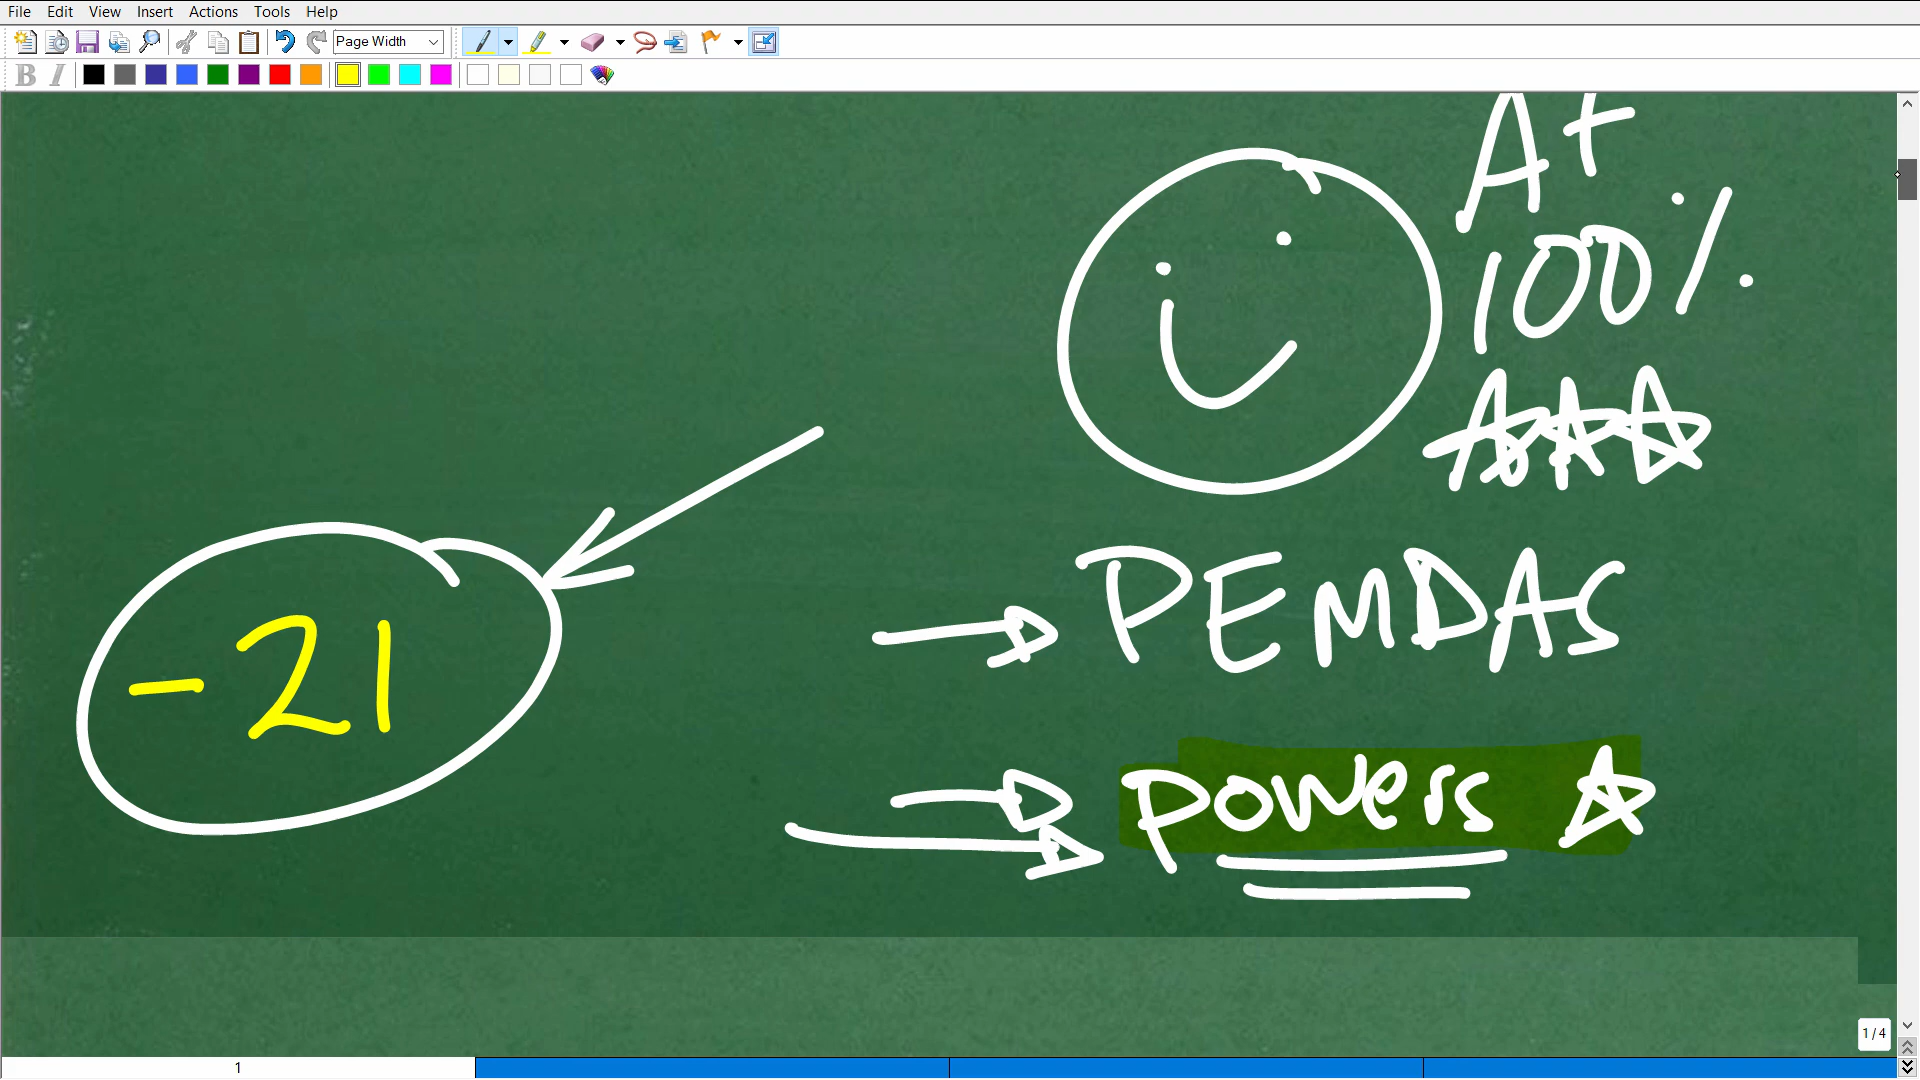 File Edit View Insert Actions Tools Help
Page Width
B I
A+
100%
-21
PEMDAS
powers
1 / 4
1